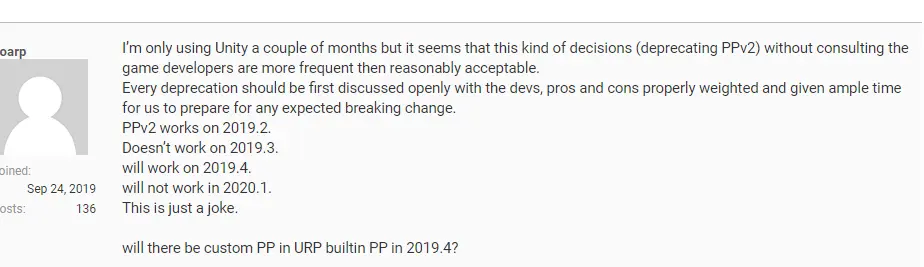 oarp
I'm only using Unity a couple of months but it seems that this kind of decisions (deprecating PPv2) without consulting the
game developers are more frequent then reasonably acceptable.
Every deprecation should be first discussed openly with the devs, pros and cons properly weighted and given ample time
for us to prepare for any expected breaking change.
PPv2 works on 2019.2.
Doesn't work on 2019.3.
will work on 2019.4.
will not work in 2020.1.
This is just a joke.
will there be custom PP in URP builtin PP in 2019.4?
oined:
Sep 24, 2019
osts:
136